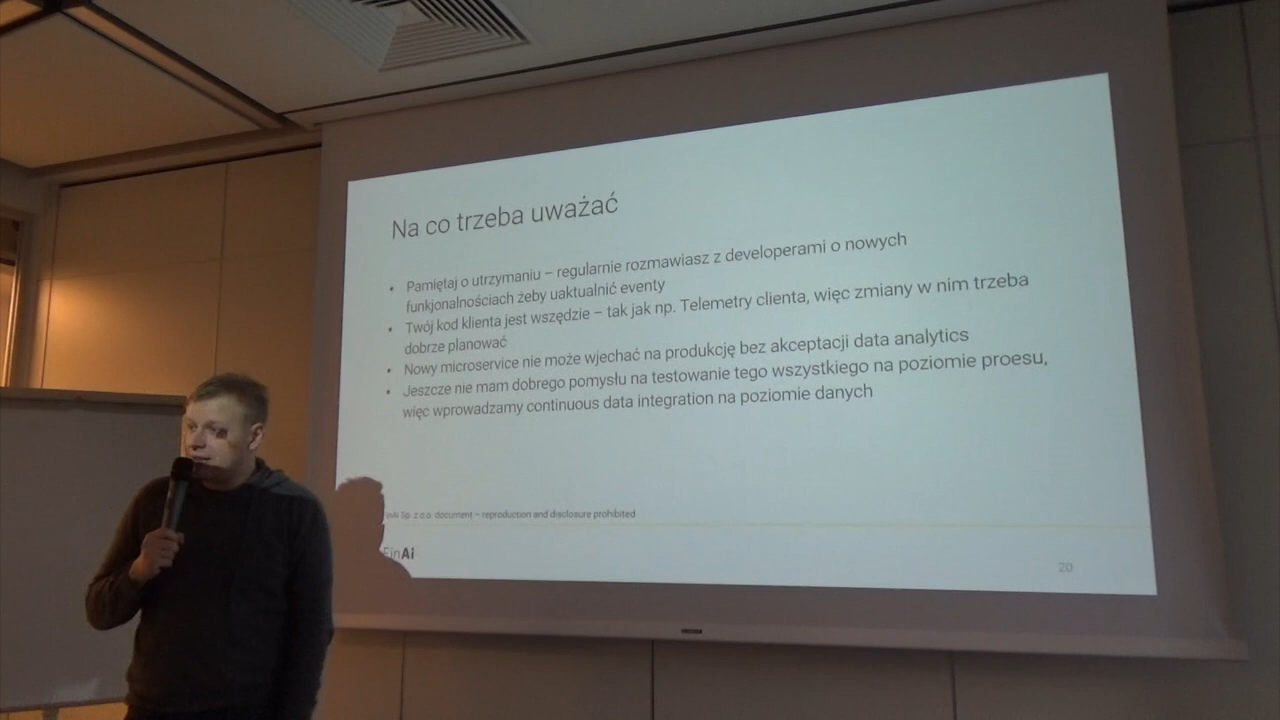 Na co trzeba uważać
• Pamiętaj o utrzymaniu – regularnie rozmawiasz z developerami o nowych
funkjonalnościach żeby uaktualnić eventy
• Twój kod klienta jest wszędzie – tak jak np. Telemetry clienta, więc zmiany w nim trzeba
dobrze planować
• Nowy microservice nie może wjechać na produkcję bez akceptacji data analytics
• Jeszcze nie mam dobrego pomysłu na testowanie tego wszystkiego na poziomie proesu,
więc wprowadzamy continuous data integration na poziomie danych
Sp. z o.o. document – reproduction and disclosure prohibited
FinAi
20